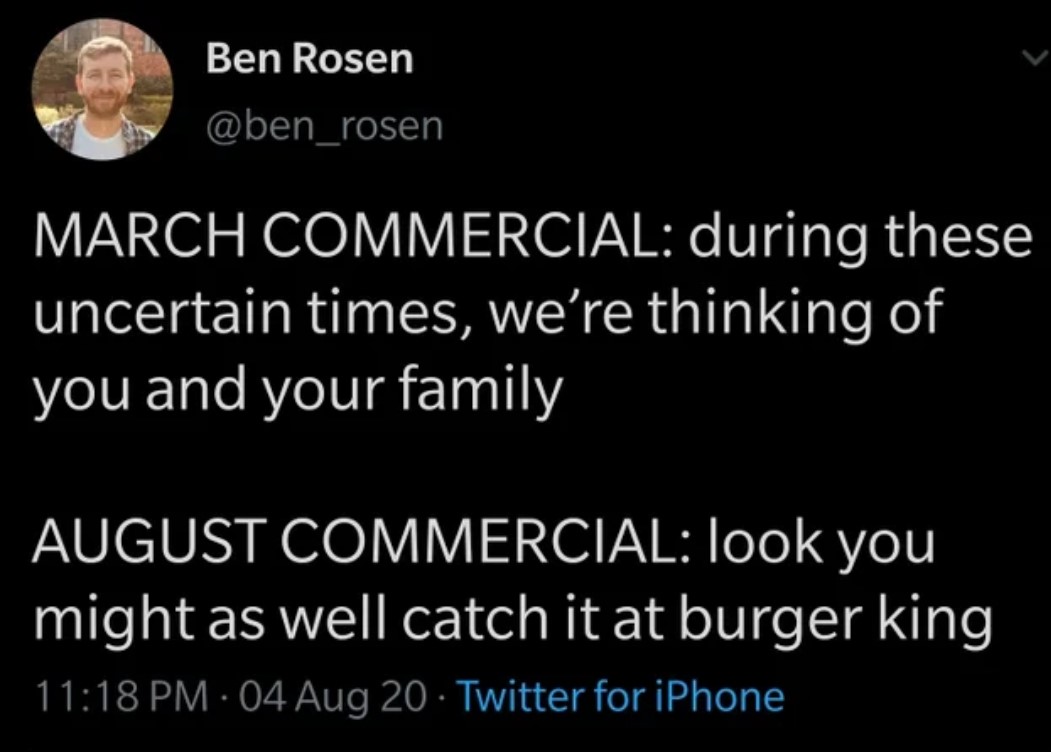 Ben Rosen
@ben_rosen
MARCH COMMERCIAL: during these
uncertain times, we’re thinking of
you and your family
AUGUST COMMERCIAL: look you
might as well catch it at burger king
11:18 PM · 04 Aug 20 · Twitter for iPhone